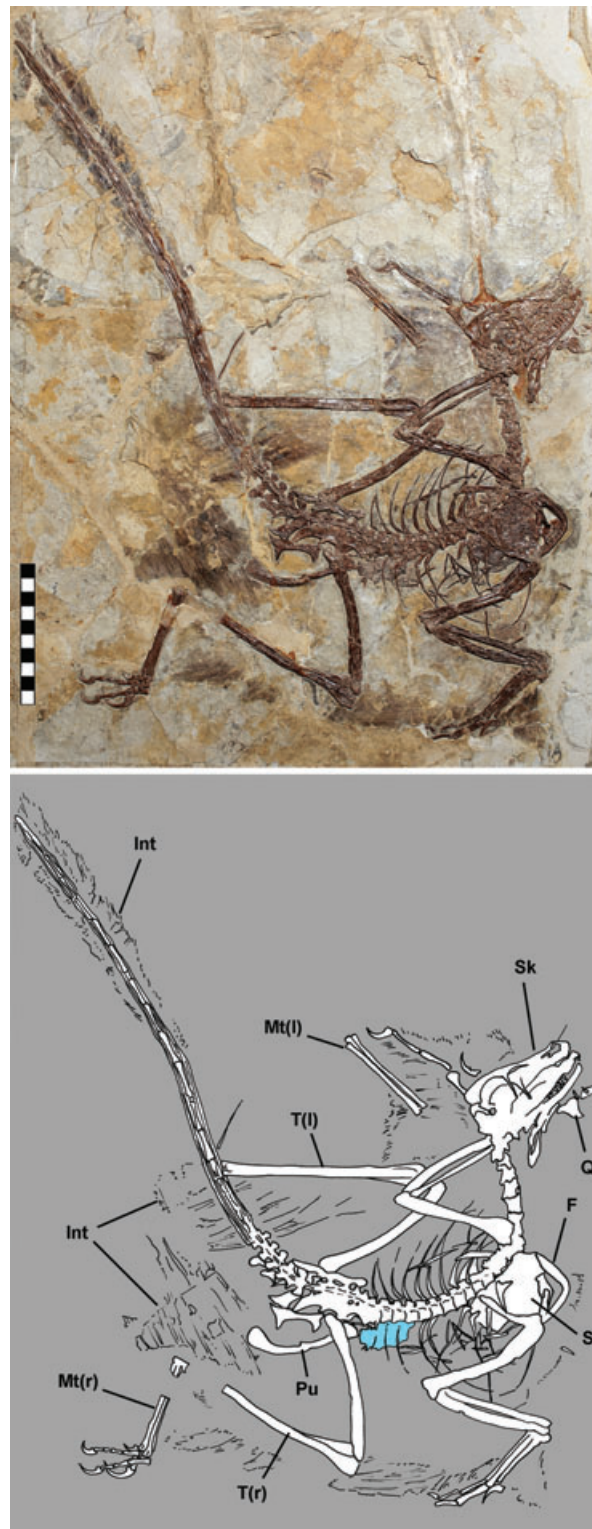 Int
Sk
Mt(l)
Q
T(l)
F
Int
S
Pu
Mt(r)
T(r)